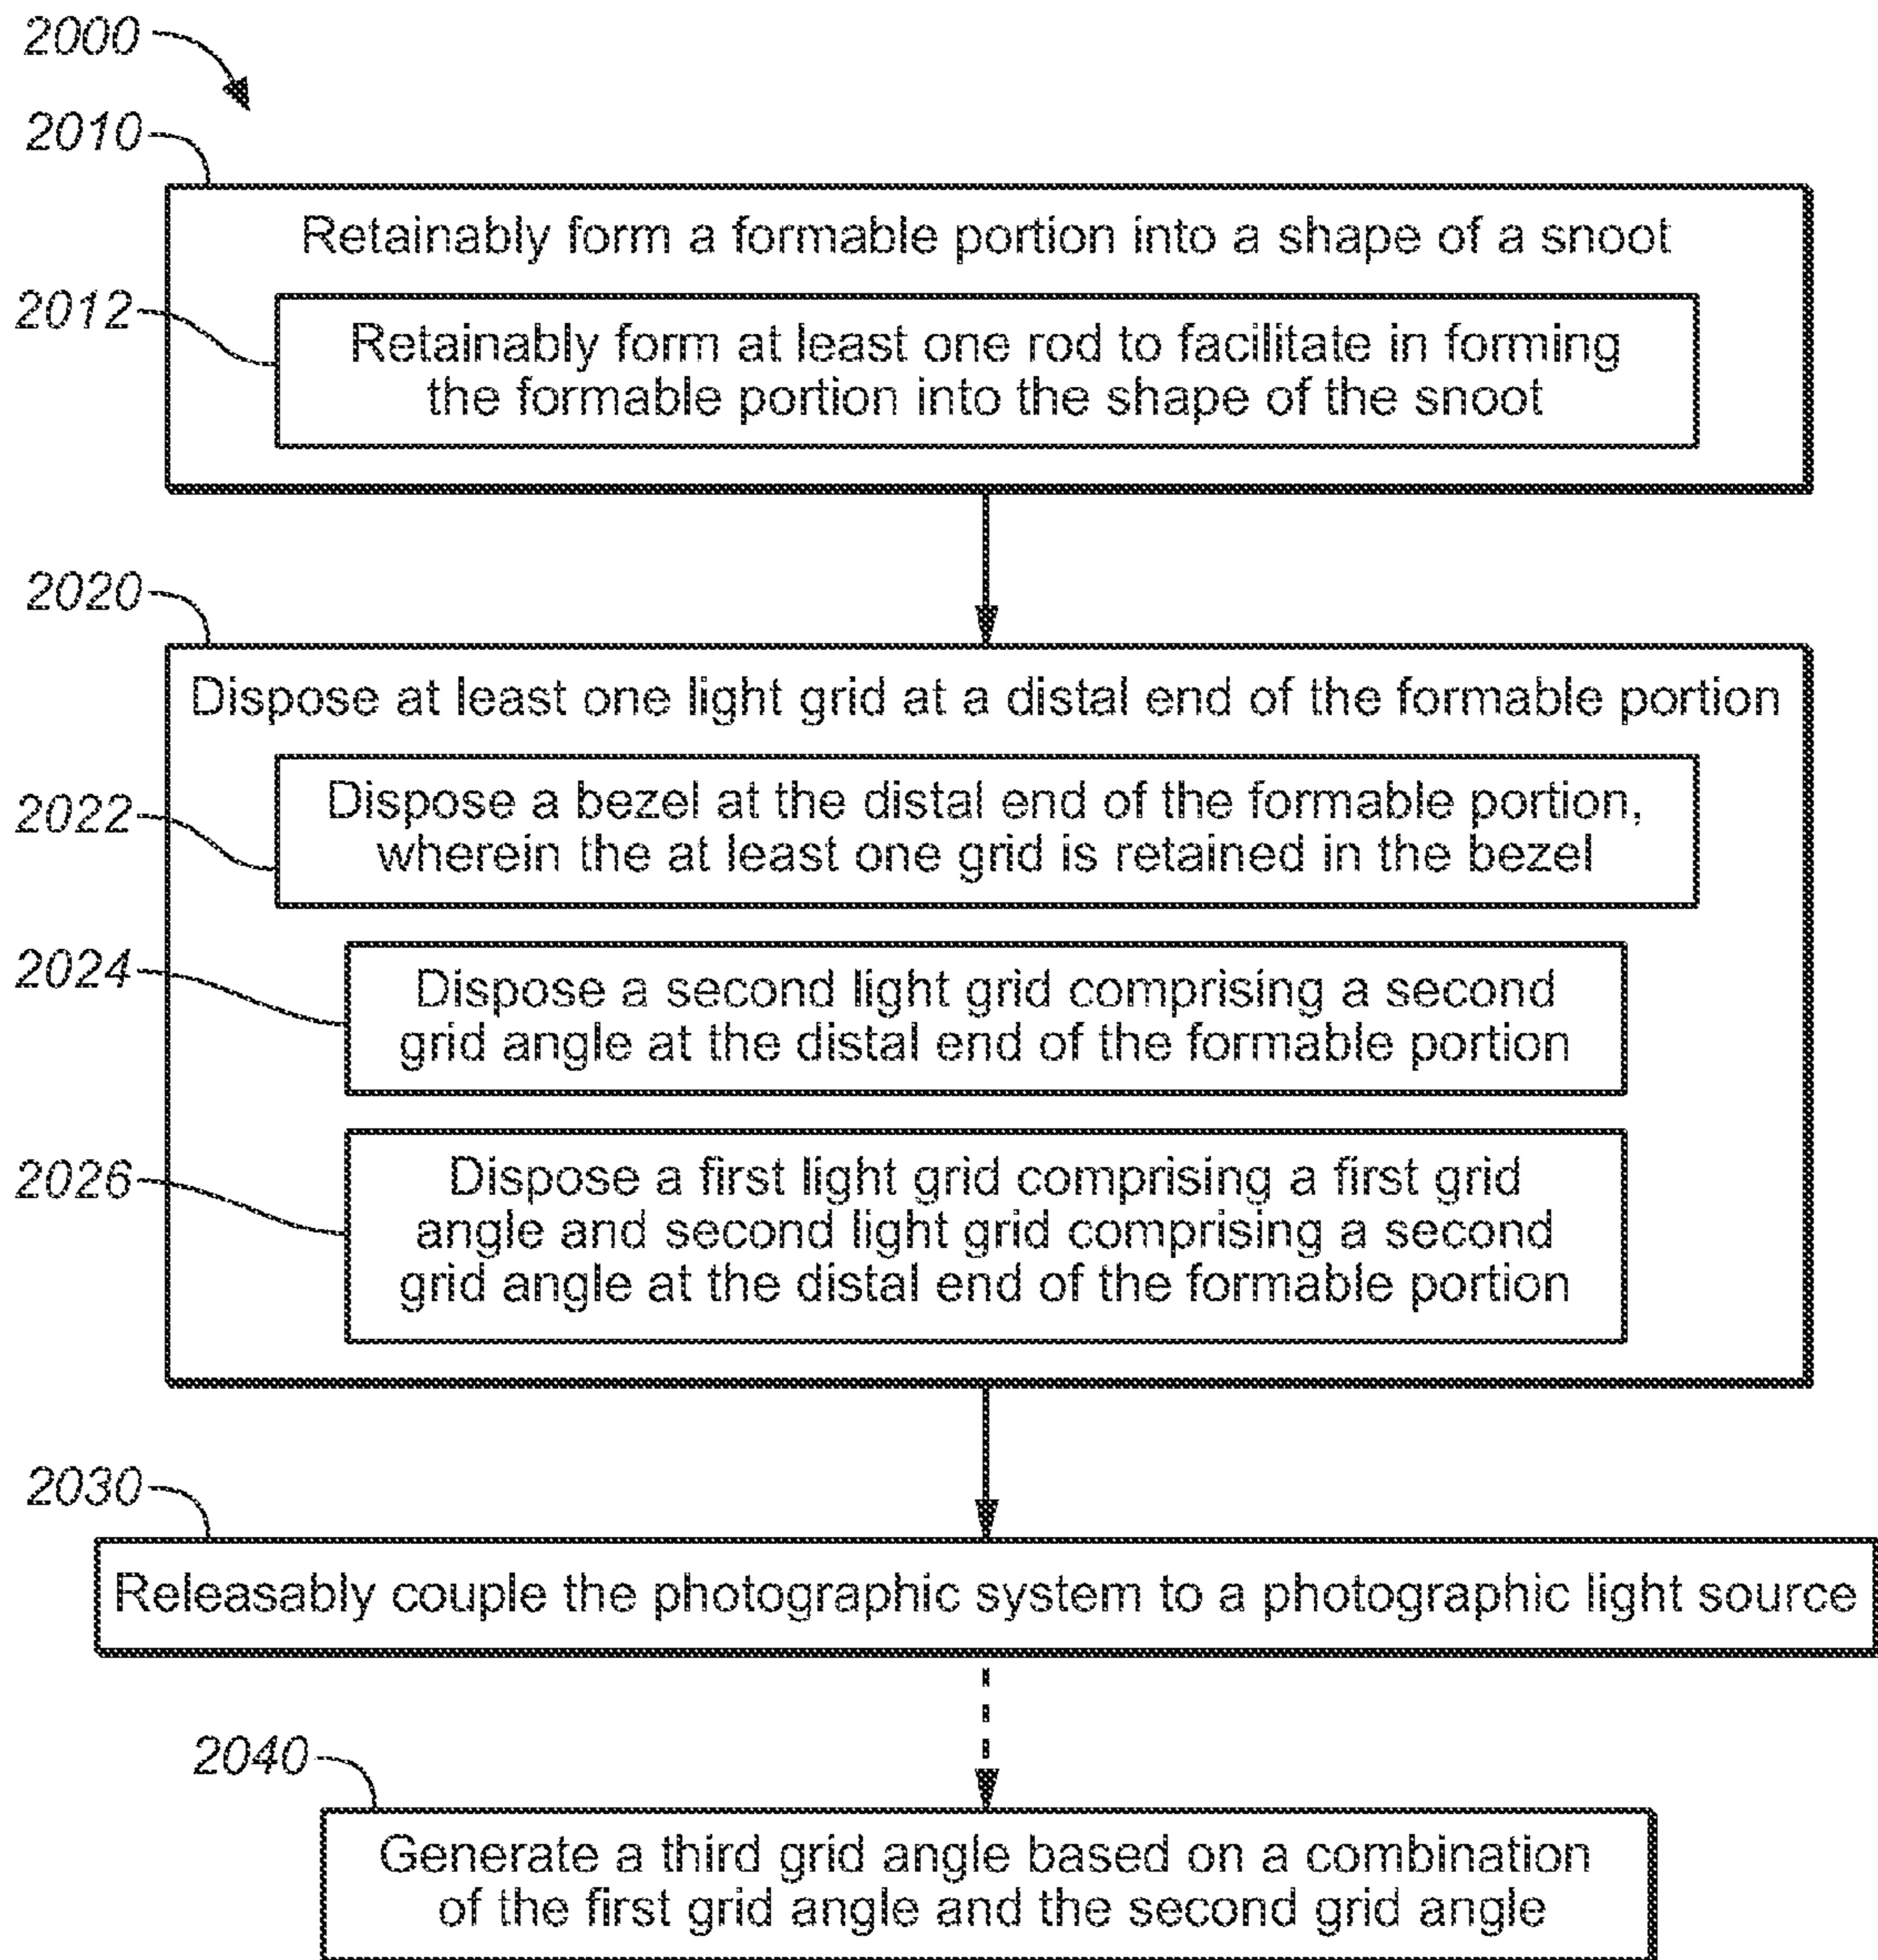 2000
2010
Retainably form a formable portion into a shape of a snoot
2012
Retainably form at least one rod to facilitate in forming
the formable portion into the shape of the snoot
2020
Dispose at least one light grid at a distal end of the formable portion
2022
Dispose a bezel at the distal end of the formable portion,
wherein the at least one grid is retained in the bezel
2024
Dispose a second light grid comprising a second
grid angle at the distal end of the formable portion
2026
Dispose a first light grid comprising a first grid
angle and second light grid comprising a second
grid angle at the distal end of the formable portion
2030
Releasably couple the photographic system to a photographic light source
2040
Generate a third grid angle based on a combination
of the first grid angle and the second grid angle